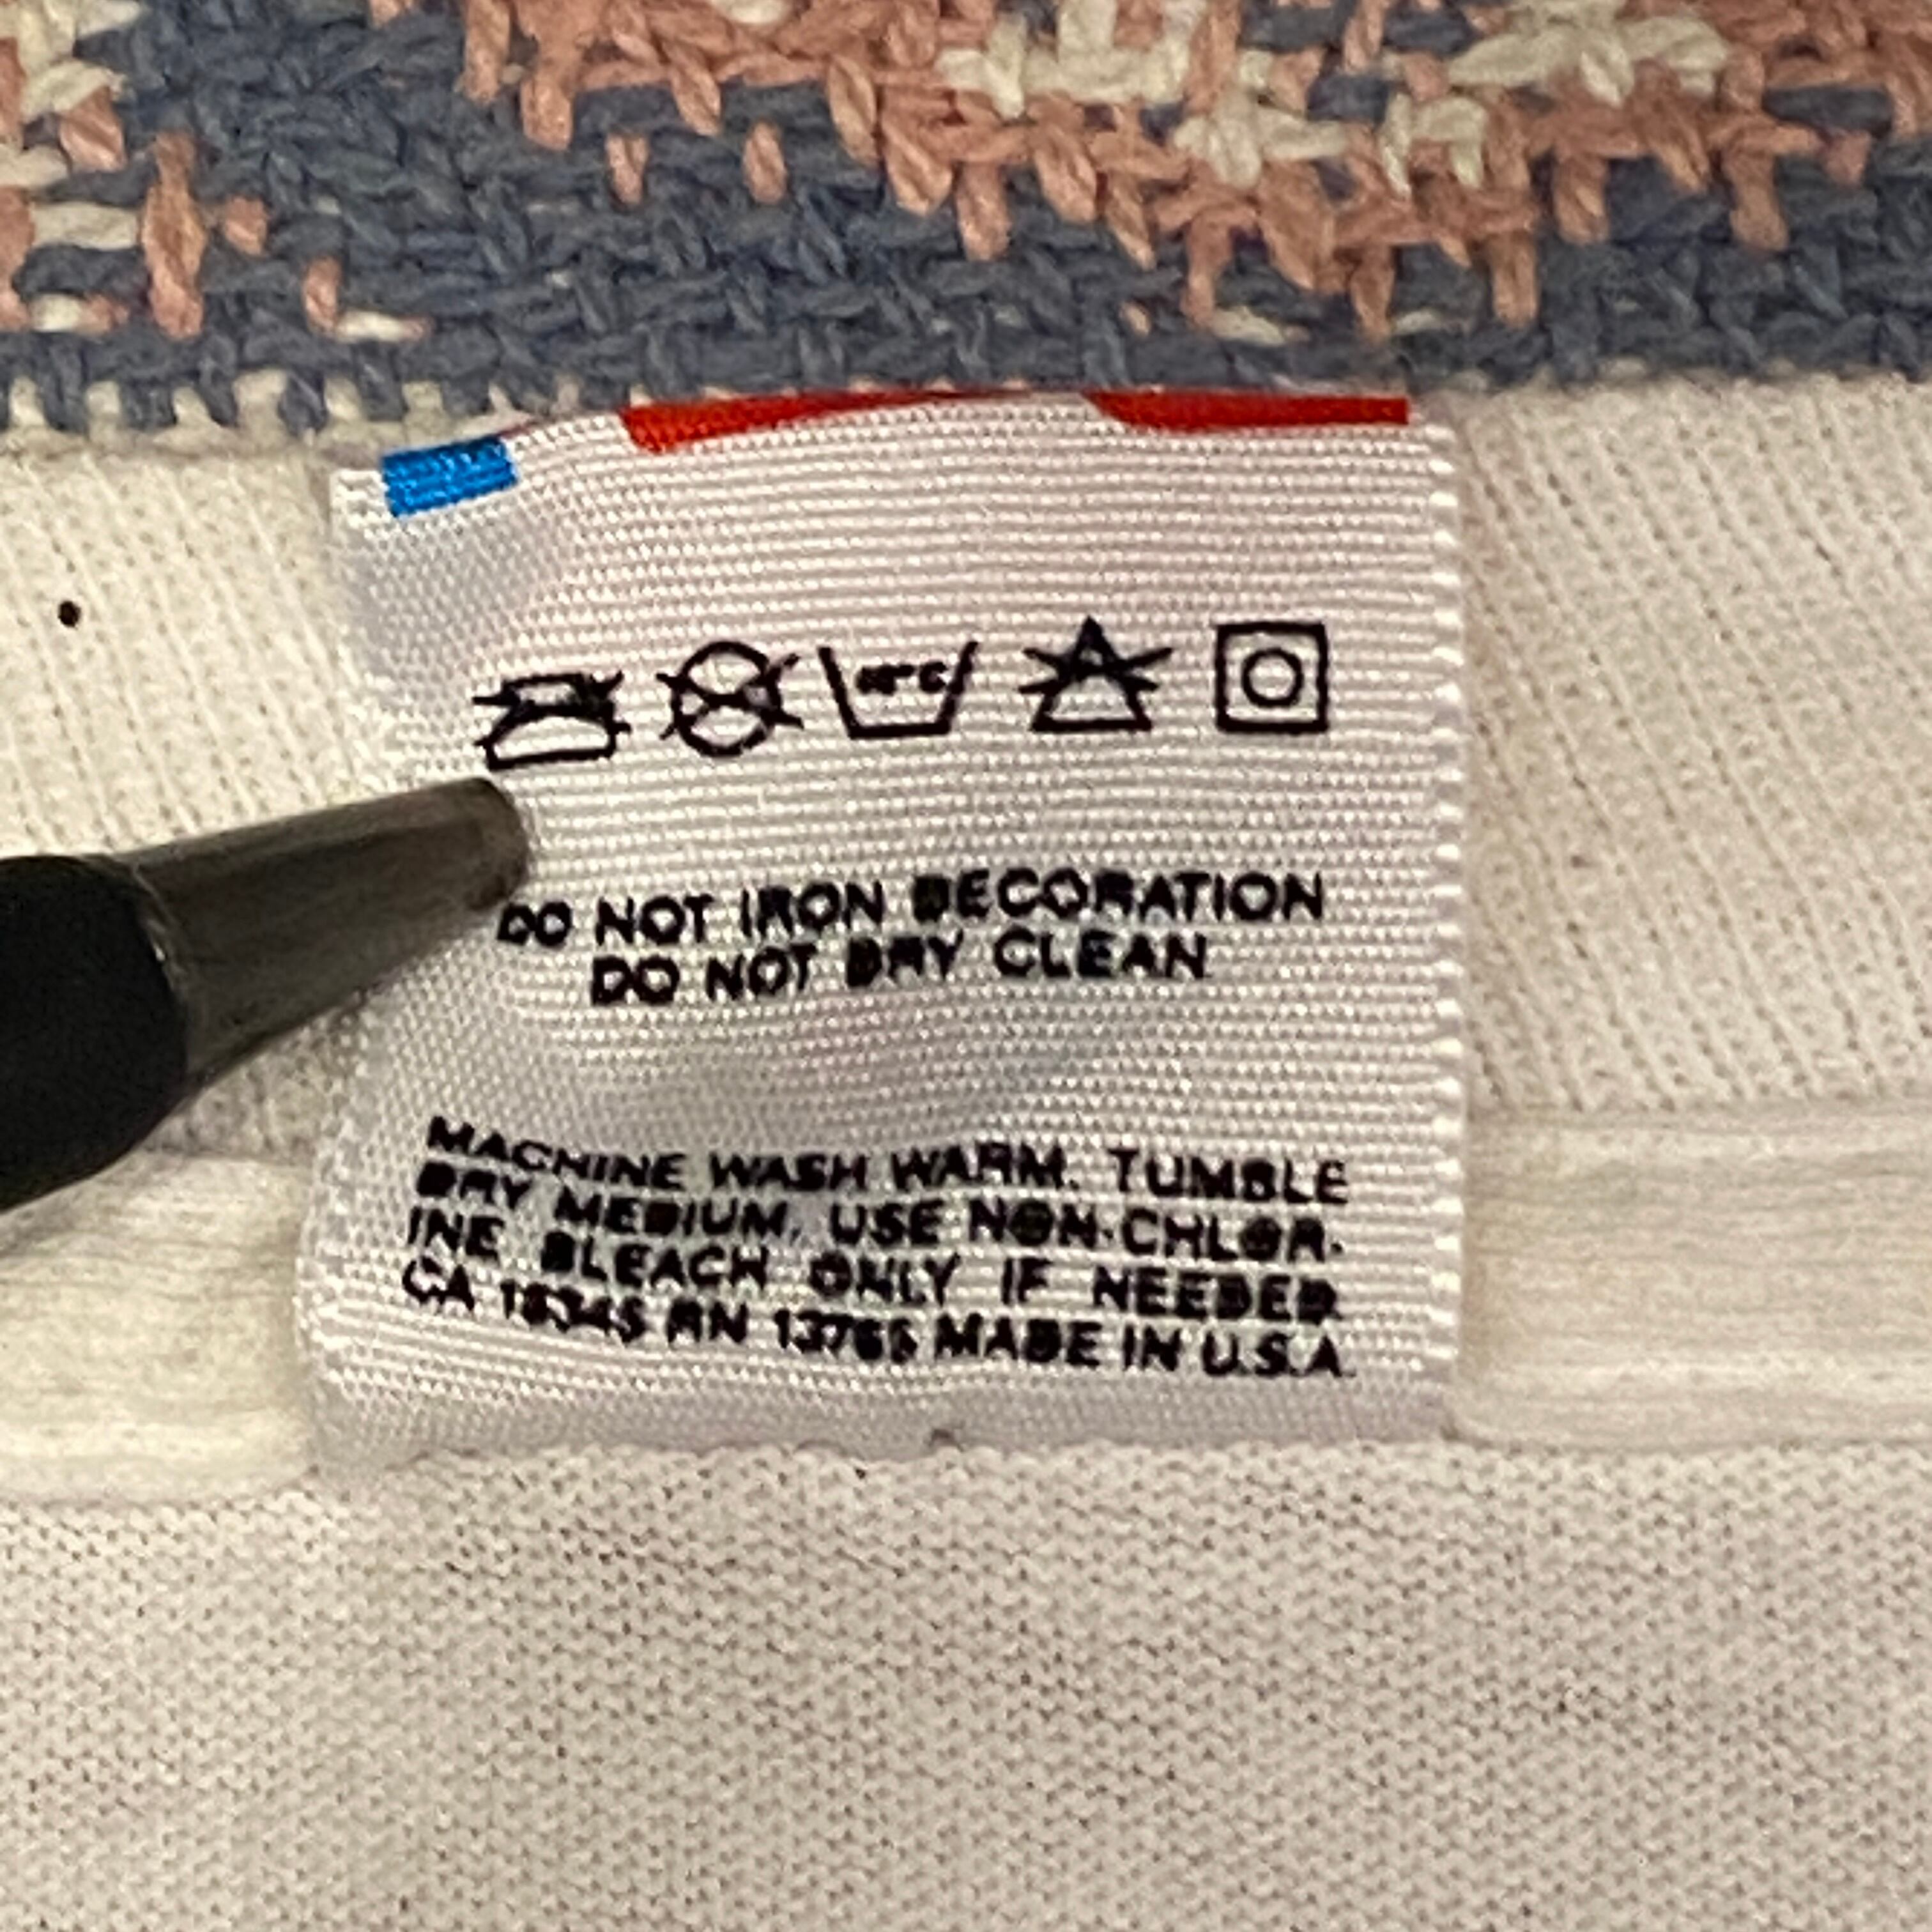 DO NOT IRON DECORATION
DO NOT DRY CLEAN
MACHINE WASH WARM. TUMBLE
DRY MEDIUM. USE NON-CHLOR-
INE BLEACH ONLY IF NEEDED.
CA 18345 RN 13765 MADE IN U.S.A.